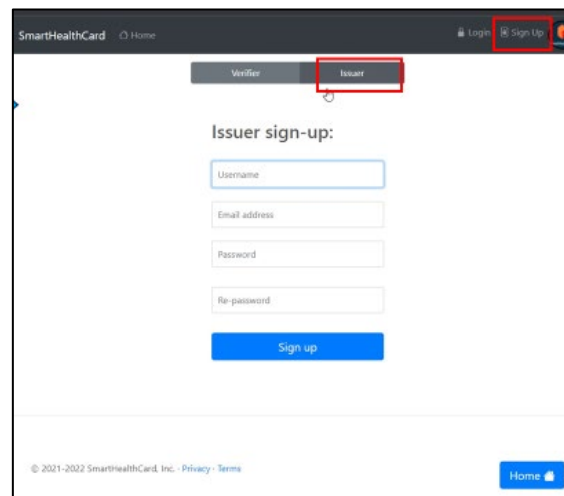 SmartHealthCard Home Login Sign Up
Verifier Issuer
Issuer sign-up:
Username
Email address
Password
Re-password
Sign up
© 2021-2022 SmartHealthCard, Inc. · Privacy · Terms
Home